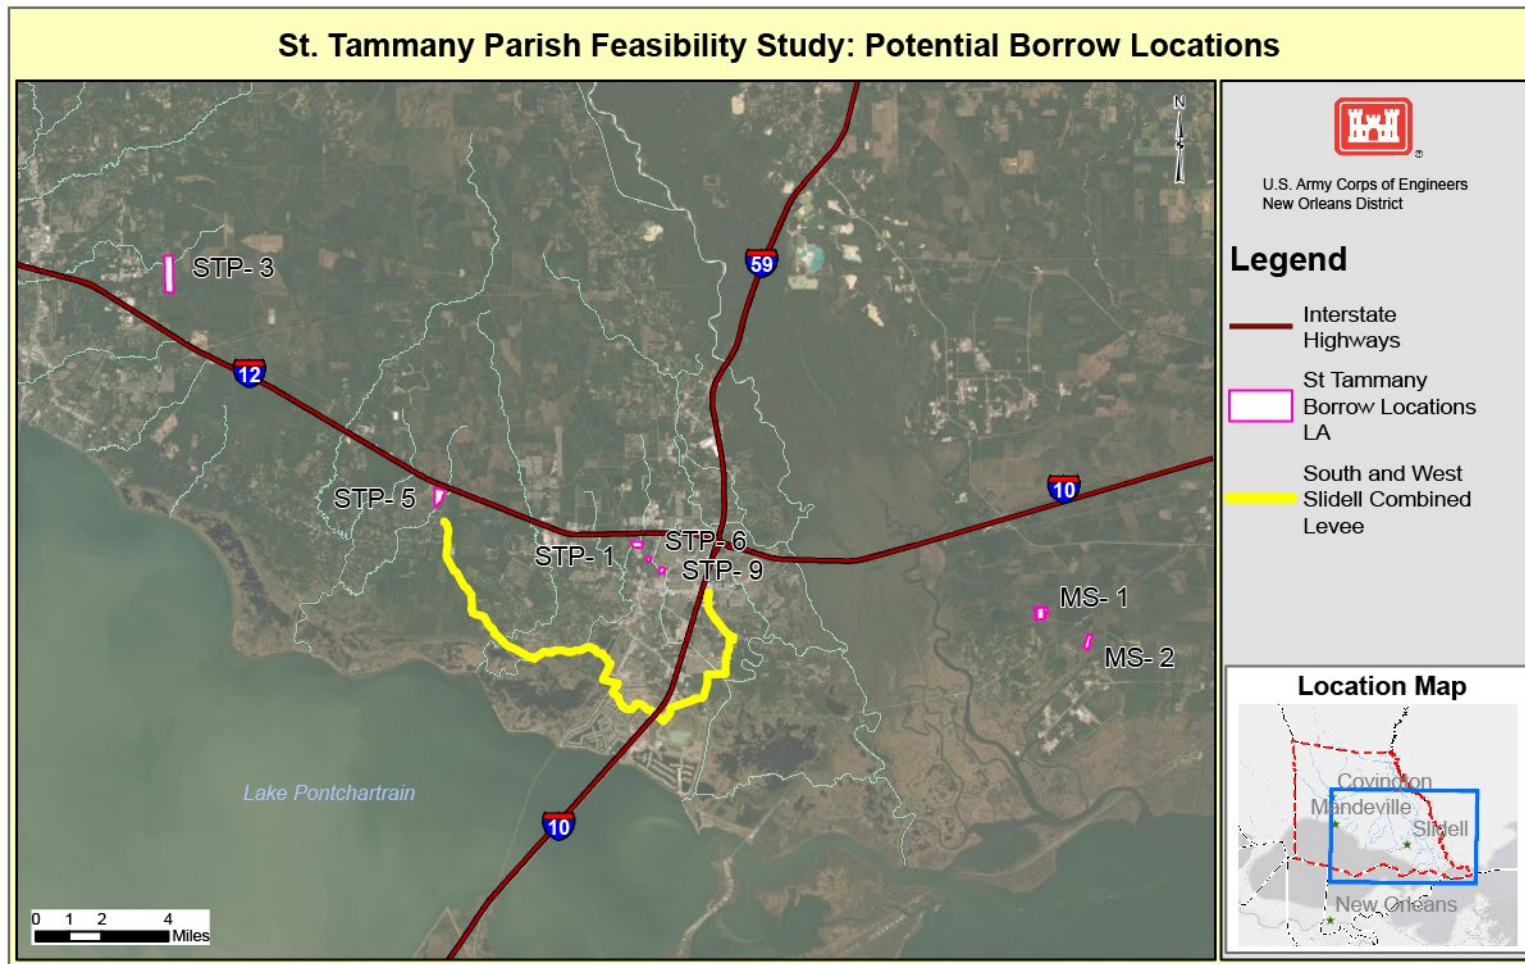 St. Tammany Parish Feasibility Study: Potential Borrow Locations
N
STP- 3
59
12
10
STP- 5
STP- 1
STP- 6
STP- 9
MS- 1
MS- 2
Lake Pontchartrain
10
0 1 2 4
Miles
®
U.S. Army Corps of Engineers
New Orleans District
Legend
Interstate
Highways
St Tammany
Borrow Locations
LA
South and West
Slidell Combined
Levee
Location Map
Covington
Mandeville
Slidell
New Orleans